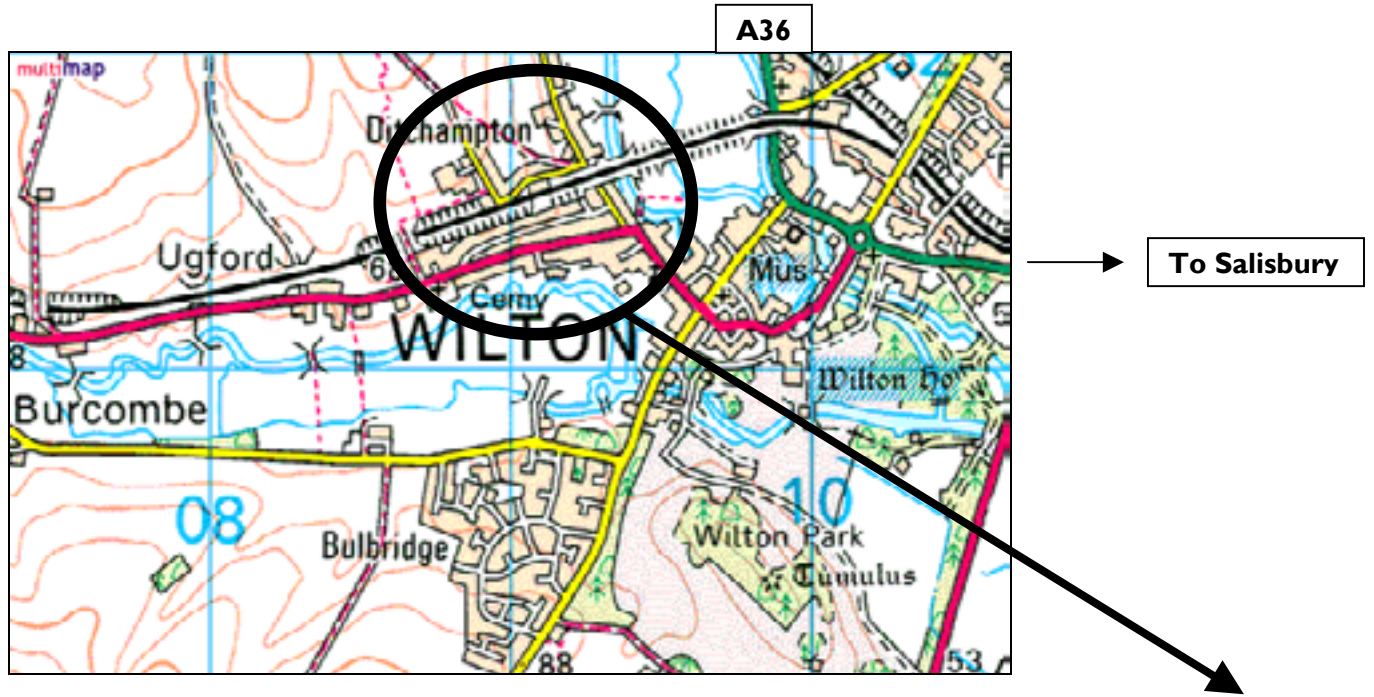 A36
multimap
Ditchampton
Ugford
Mus
To Salisbury
Cemy
WILTON
Wilton Ho
Burcombe
08
10
Bulbridge
Wilton Park
Tumulus
88
53